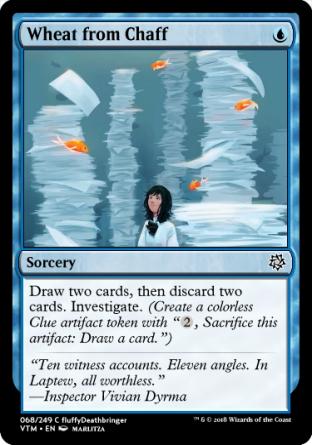 Wheat from Chaff
Sorcery
Draw two cards, then discard two
cards. Investigate. (Create a colorless
Clue artifact token with “2, Sacrifice this
artifact: Draw a card.”)
“Ten witness accounts. Eleven angles. In
Laptew, all worthless.”
—Inspector Vivian Dyrma
068/249 C fluffyDeathbringer
VTM • EN MARLITZA
™ & © 2018 Wizards of the Coast